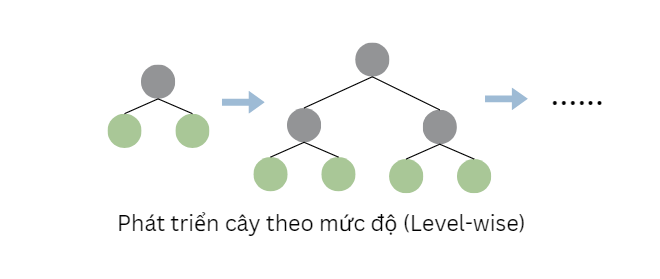 ......
Phát triển cây theo mức độ (Level-wise)